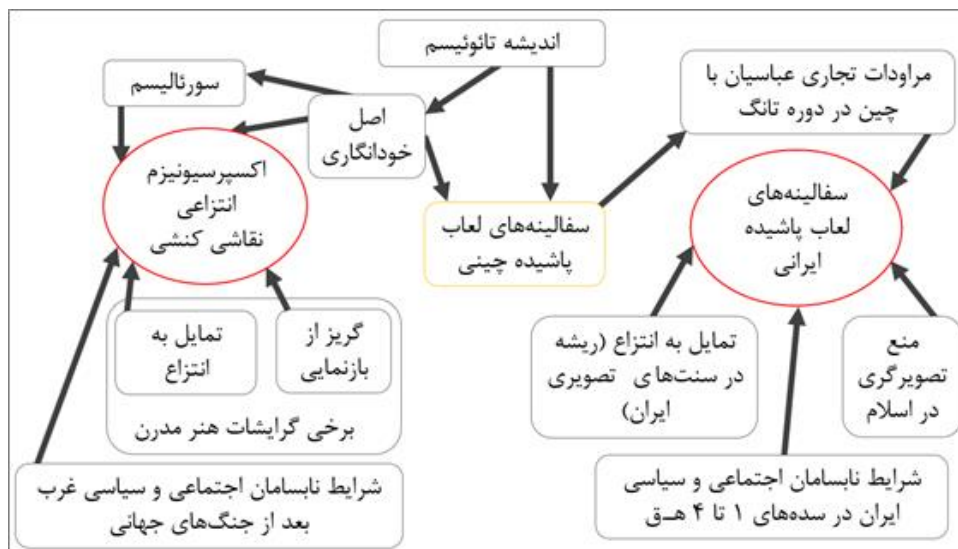 اندیشه تائوئیسم
مراودات تجاری عباسیان با
چین در دوره تانگ
سورئالیسم
اصل
خودانگاری
اکسپرسیونیزم
انتزاعی
نقاشی کنشی
سفالینه‌های لعاب
پاشیده چینی
سفالینه‌های
لعاب پاشیده
ایرانی
گریز از
بازنمایی
تمایل به
انتزاع
برخی گرایشات هنر مدرن
تمایل به انتزاع (ریشه
در سنت‌های تصویری
ایران)
منع
تصویرگری
در اسلام
شرایط نابسامان اجتماعی و سیاسی
ایران در سده‌های ۱ تا ۴ هـ‌ق
شرایط نابسامان اجتماعی و سیاسی غرب
بعد از جنگ‌های جهانی